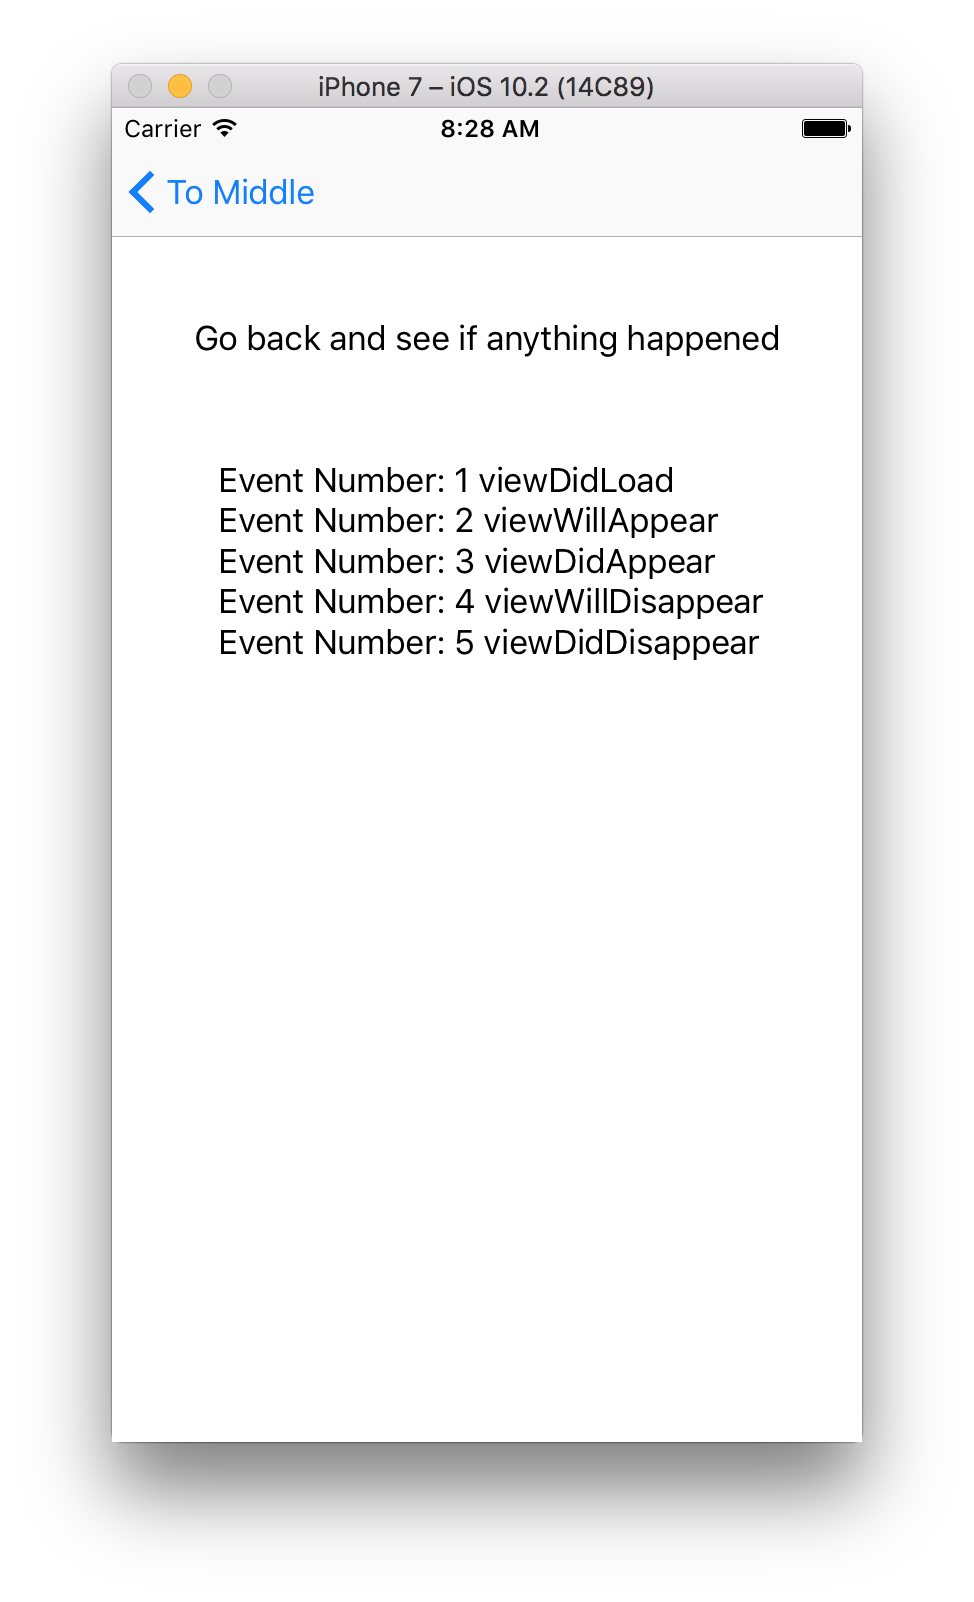 iPhone 7 – iOS 10.2 (14C89)
Carrier 8:28 AM
To Middle
Go back and see if anything happened
Event Number: 1 viewDidLoad
Event Number: 2 viewWillAppear
Event Number: 3 viewDidAppear
Event Number: 4 viewWillDisappear
Event Number: 5 viewDidDisappear